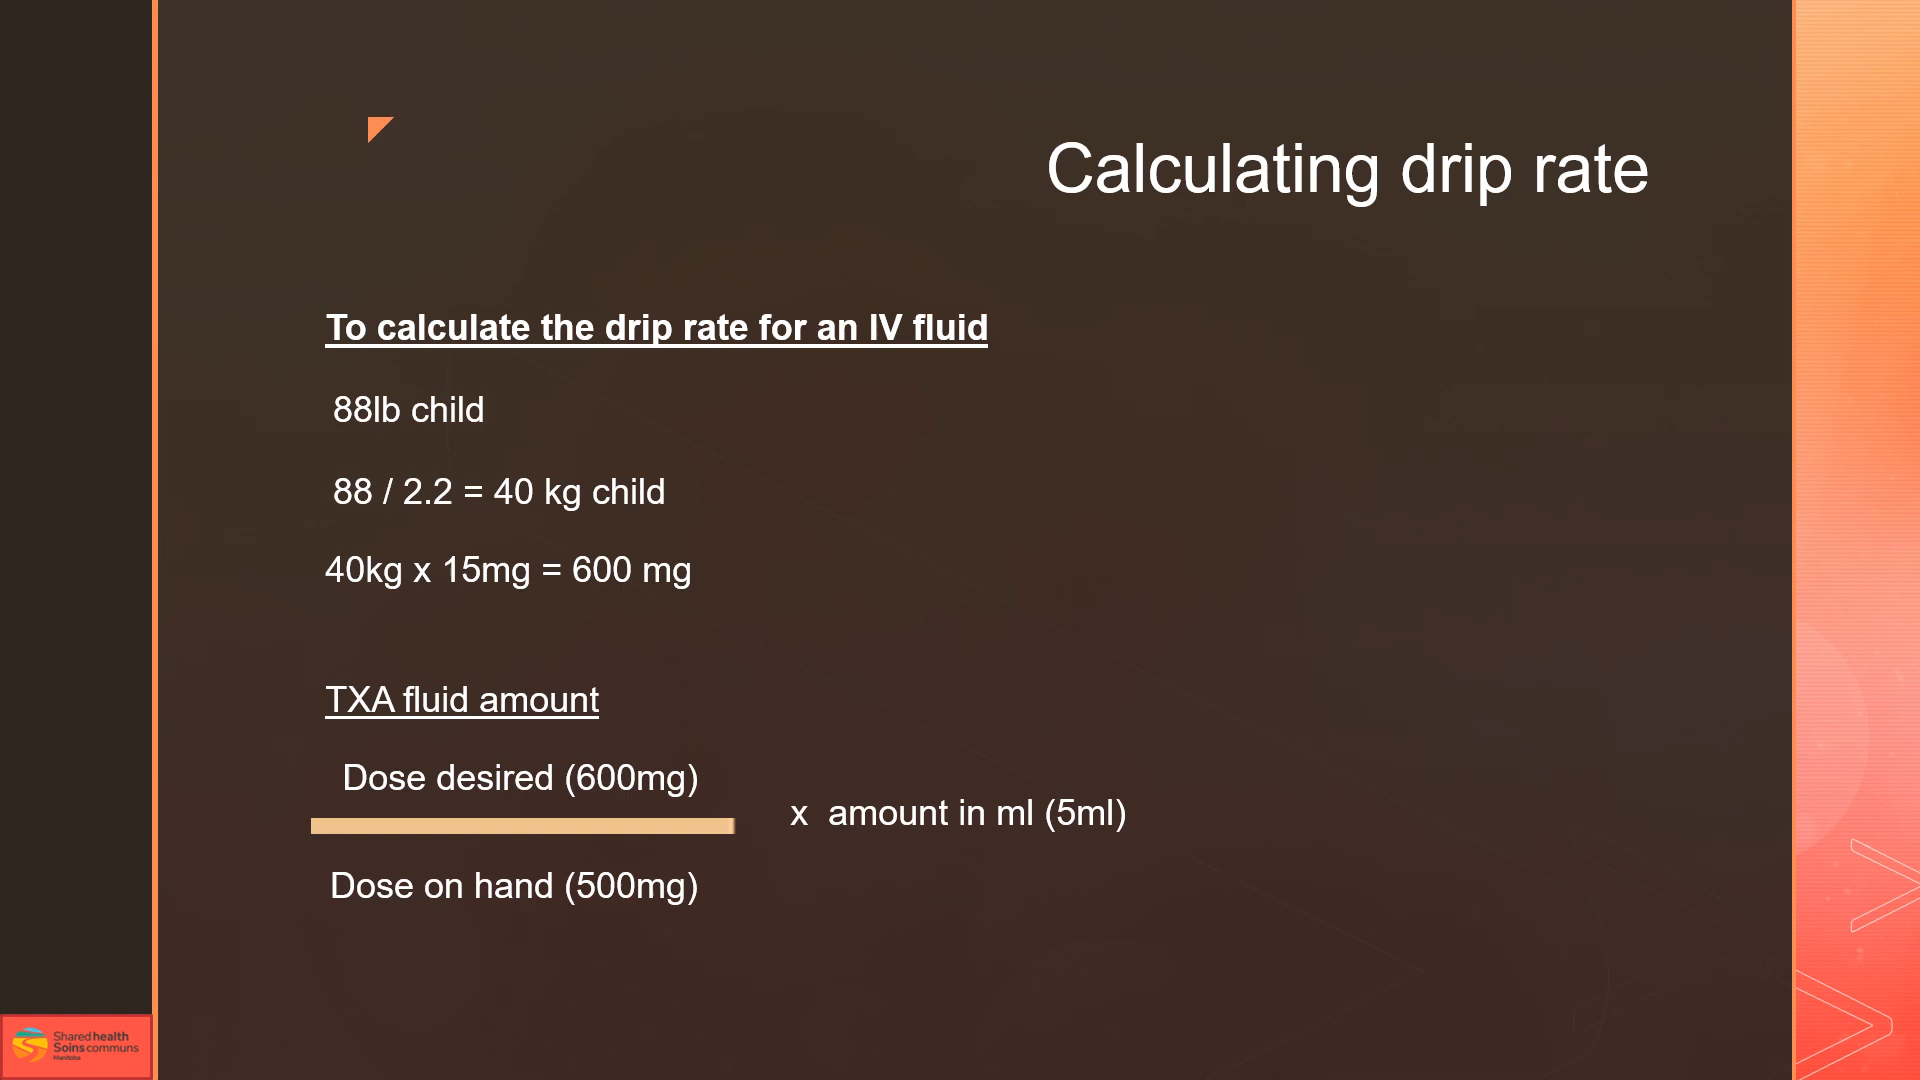 Calculating drip rate
To calculate the drip rate for an IV fluid
88lb child
88 / 2.2 = 40 kg child
40kg x 15mg = 600 mg
TXA fluid amount
Dose desired (600mg)
x amount in ml (5ml)
Dose on hand (500mg)
Shared health
Soins communs
Manitoba